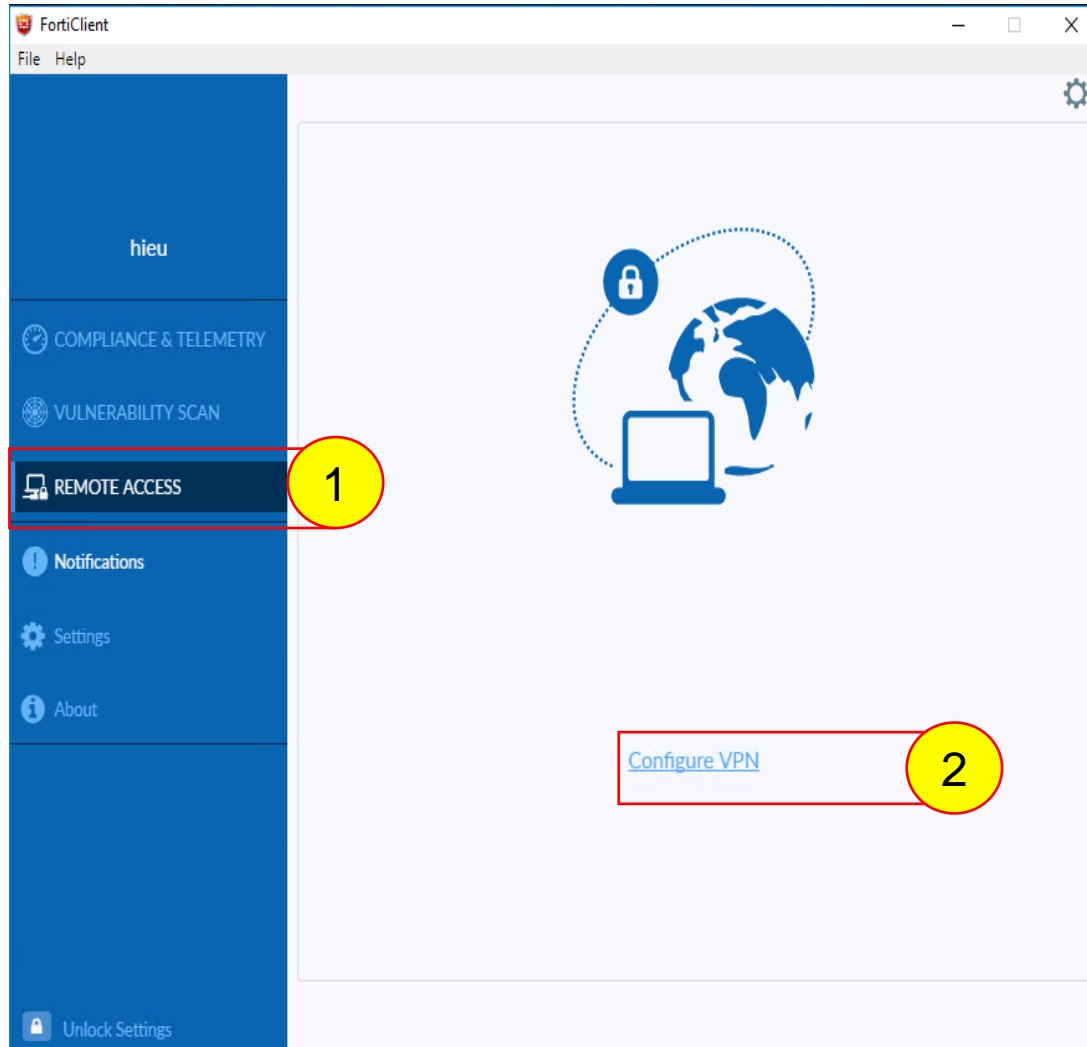 FortiClient
File Help
hieu
COMPLIANCE & TELEMETRY
VULNERABILITY SCAN
REMOTE ACCESS
1
Notifications
Settings
About
Configure VPN
2
Unlock Settings